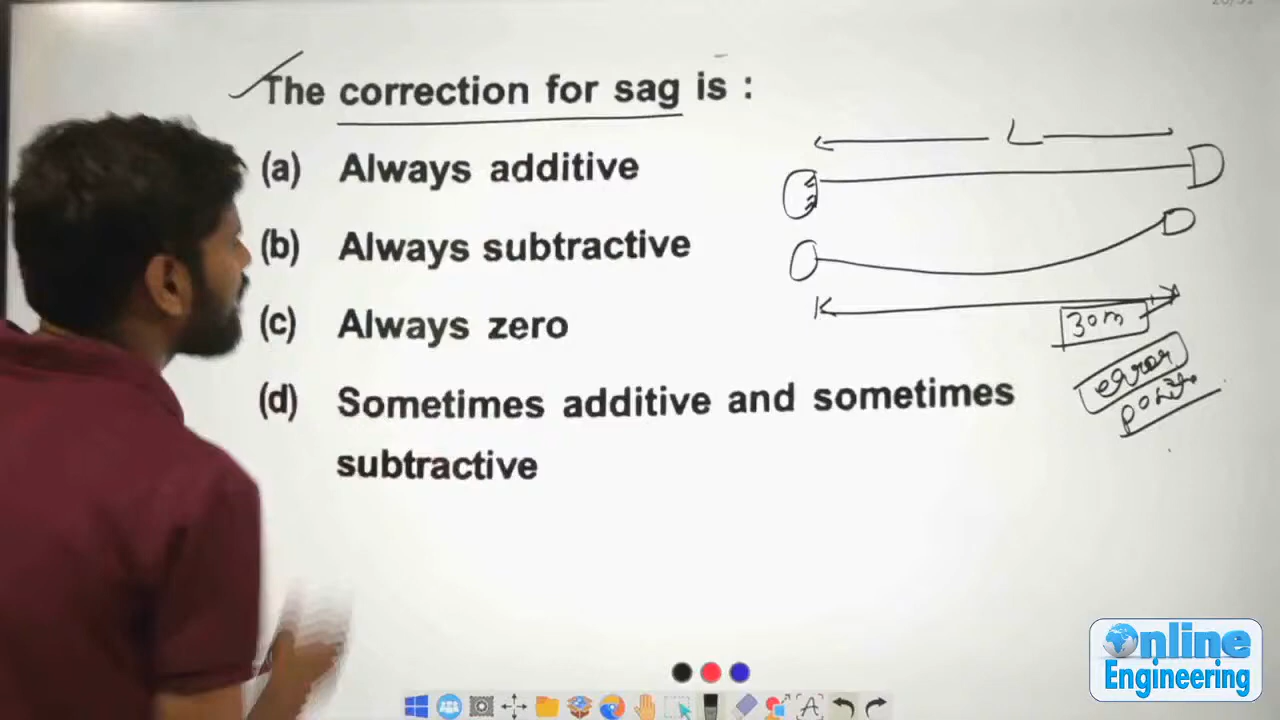 The correction for sag is :
(a) Always additive
(b) Always subtractive
(c) Always zero
(d) Sometimes additive and sometimes
subtractive
L
30m
error
Online
Engineering